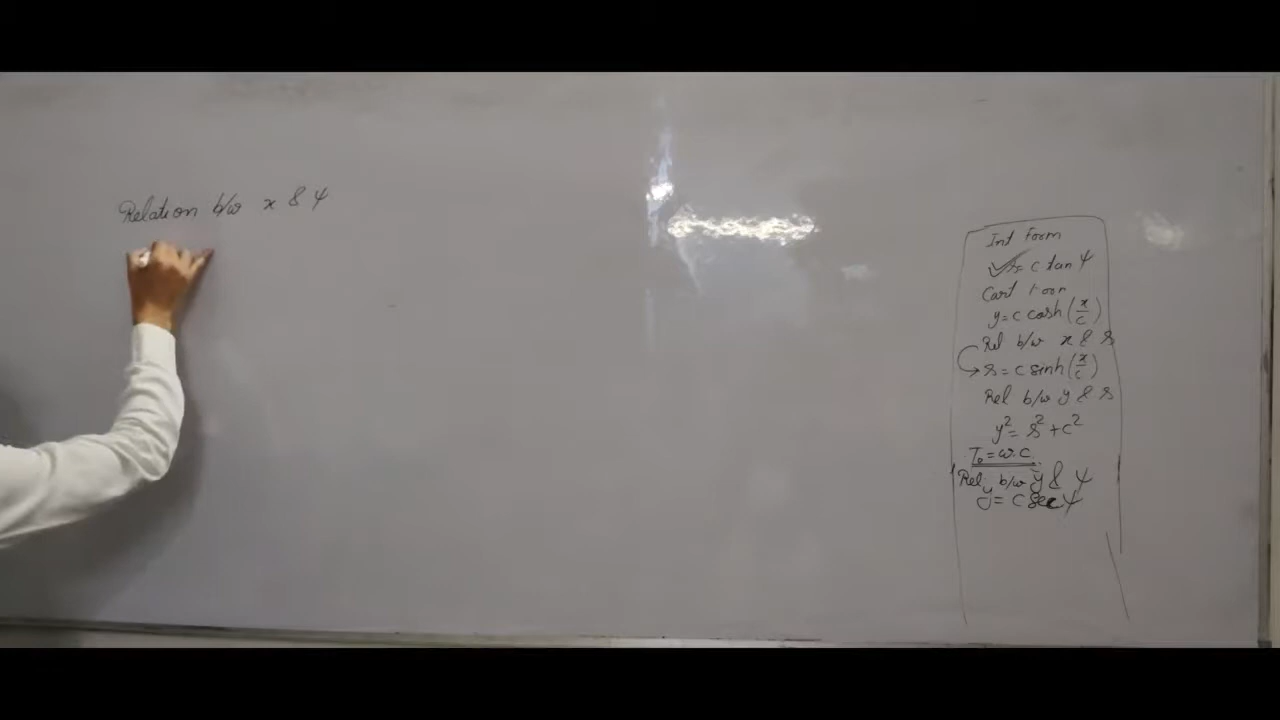 Relation b/w x & ψ
Int Form
s = c tan ψ
Cart Form
y = c cosh (x/c)
Rel b/w x & s
→ s = c sinh (x/c)
Rel b/w y & s
y² = s² + c²
T₀ = w.c
Rel b/w y & ψ
y = c sec ψ